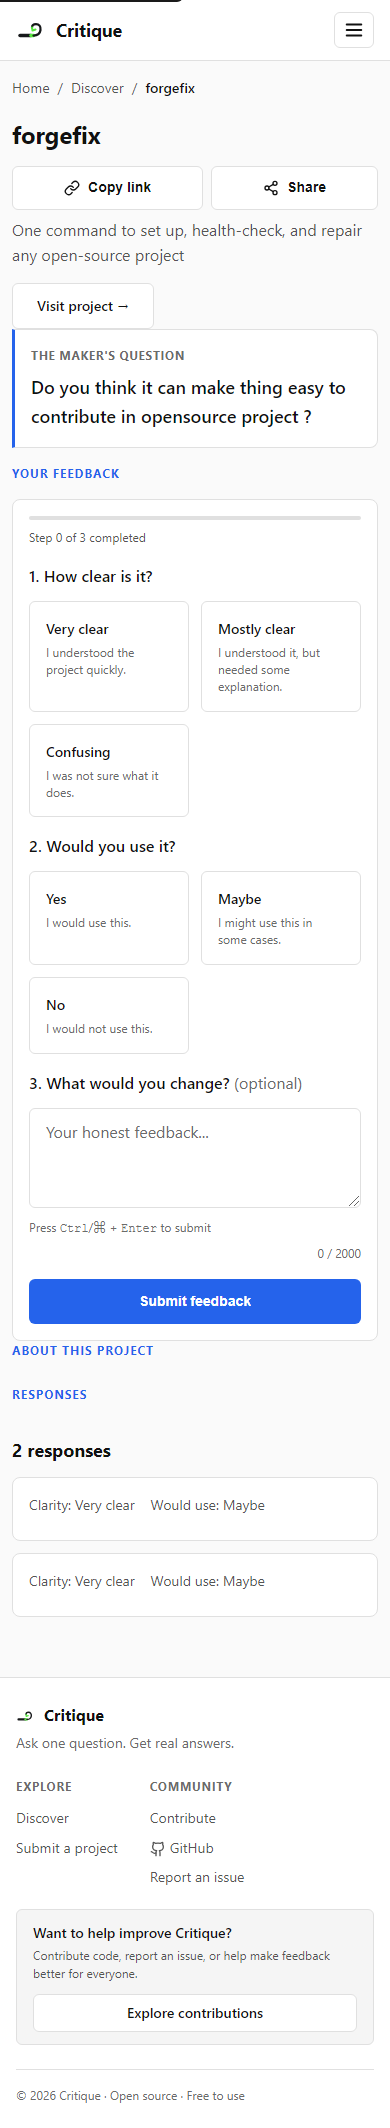 Critique
Home / Discover / forgefix
forgefix
Copy link
Share
One command to set up, health-check, and repair
any open-source project
Visit project →
THE MAKER'S QUESTION
Do you think it can make thing easy to
contribute in opensource project ?
YOUR FEEDBACK
Step 0 of 3 completed
1. How clear is it?
Very clear
I understood the
project quickly.
Mostly clear
I understood it, but
needed some
explanation.
Confusing
I was not sure what it
does.
2. Would you use it?
Yes
I would use this.
Maybe
I might use this in
some cases.
No
I would not use this.
3. What would you change? (optional)
Your honest feedback...
Press Ctrl/⌘ + Enter to submit
0 / 2000
Submit feedback
ABOUT THIS PROJECT
RESPONSES
2 responses
Clarity: Very clear Would use: Maybe
Clarity: Very clear Would use: Maybe
Critique
Ask one question. Get real answers.
EXPLORE
Discover
Submit a project
COMMUNITY
Contribute
GitHub
Report an issue
Want to help improve Critique?
Contribute code, report an issue, or help make feedback
better for everyone.
Explore contributions
© 2026 Critique · Open source · Free to use